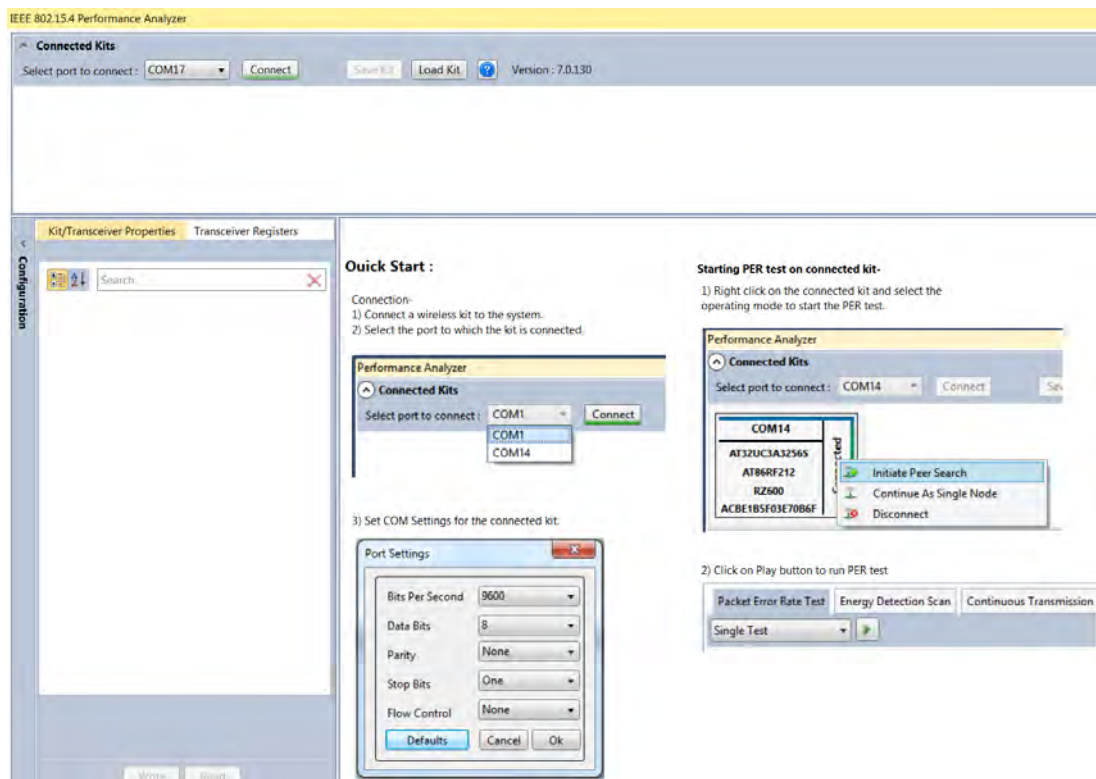 IEEE 802.15.4 Performance Analyzer
Connected Kits
Select port to connect : COM17 Connect Save Kit Load Kit ? Version : 7.0.130
Configuration
Kit/Transceiver Properties Transceiver Registers
Search
Quick Start :
Connection-
1) Connect a wireless kit to the system.
2) Select the port to which the kit is connected.
Performance Analyzer
Connected Kits
Select port to connect : COM1 Connect
COM1
COM14
3) Set COM Settings for the connected kit.
Port Settings
Bits Per Second 9600
Data Bits 8
Parity None
Stop Bits One
Flow Control None
Defaults Cancel Ok
Starting PER test on connected kit-
1) Right click on the connected kit and select the
operating mode to start the PER test.
Performance Analyzer
Connected Kits
Select port to connect : COM14 Connect
COM14
AT32UC3A3256S
AT86RF212
RZ600
ACBE1B5F03E70B6F
Connected
Initiate Peer Search
Continue As Single Node
Disconnect
2) Click on Play button to run PER test
Packet Error Rate Test Energy Detection Scan Continuous Transmission
Single Test
Write Read